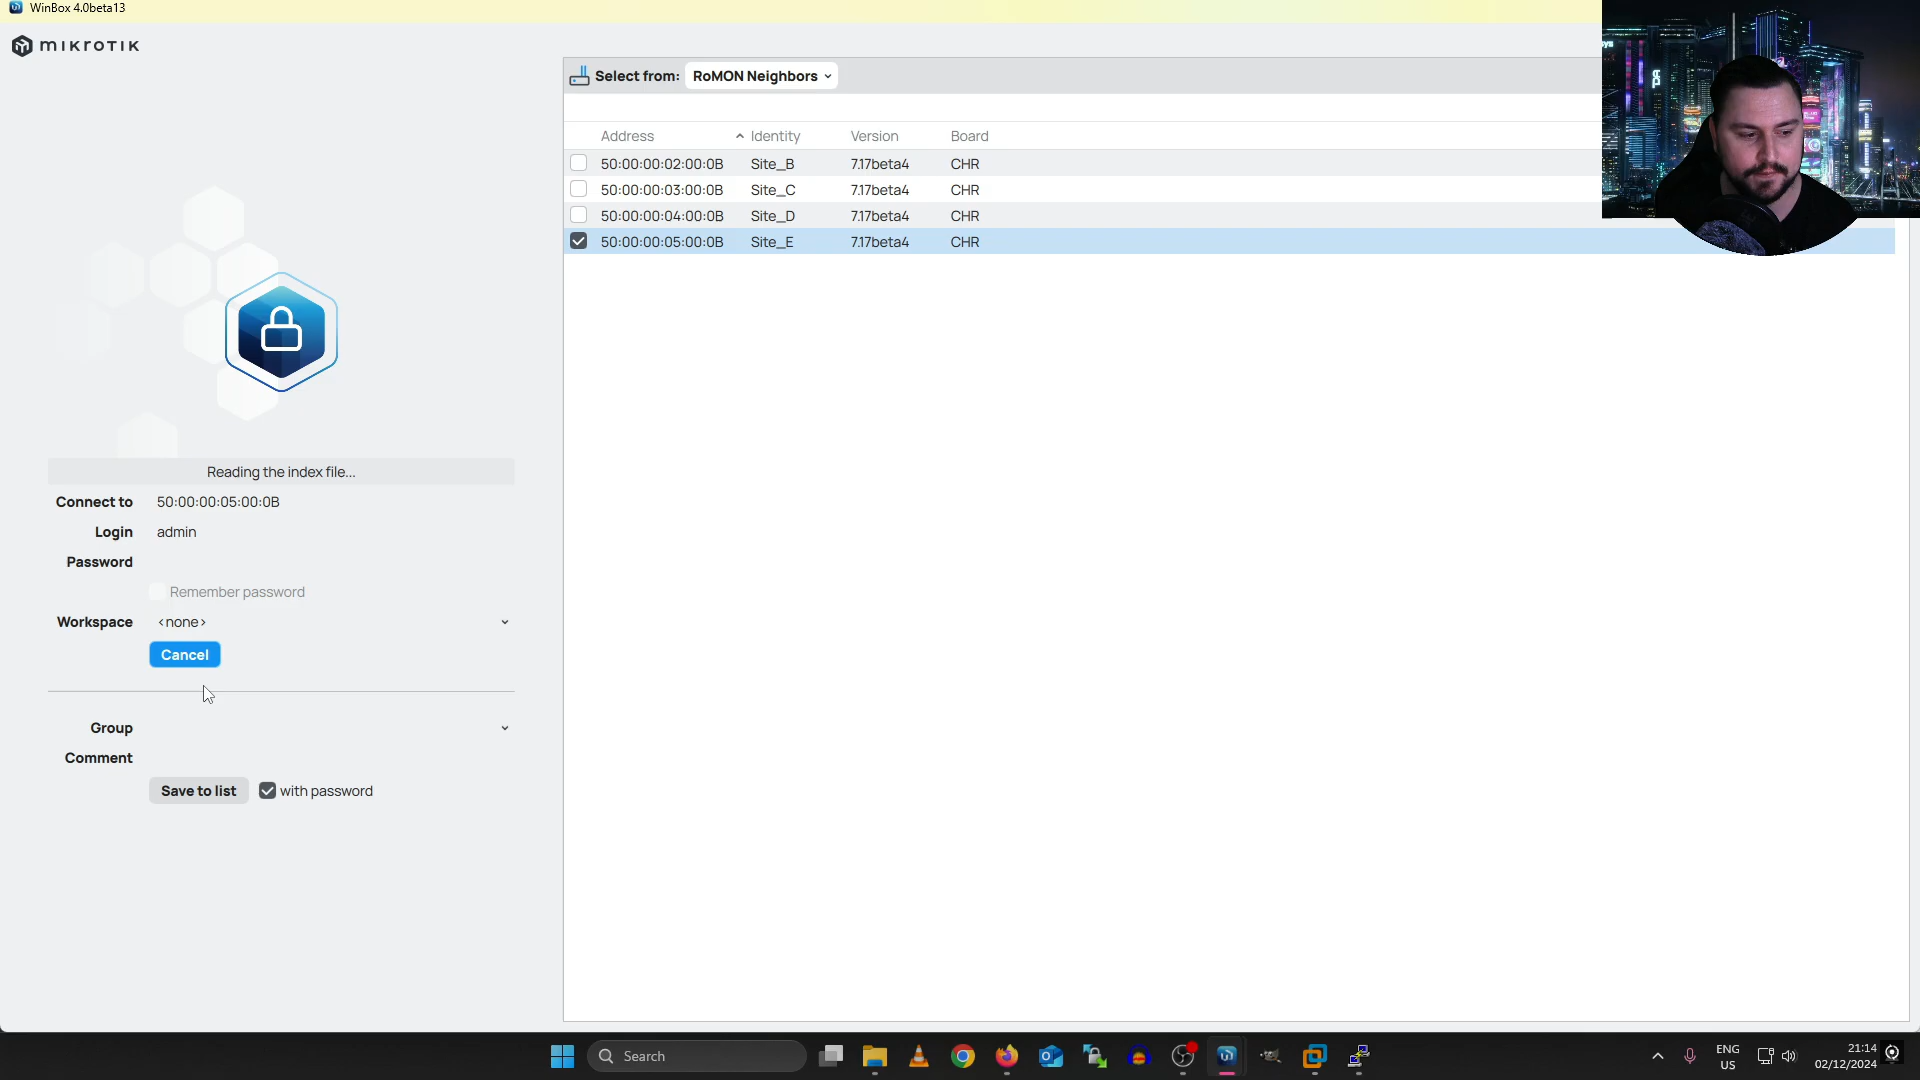 WinBox 4.0beta13
mikrotik
Select from: RoMON Neighbors
Address Identity Version Board
50:00:00:02:00:0B Site_B 7.17beta4 CHR
50:00:00:03:00:0B Site_C 7.17beta4 CHR
50:00:00:04:00:0B Site_D 7.17beta4 CHR
50:00:00:05:00:0B Site_E 7.17beta4 CHR
Reading the index file...
Connect to 50:00:00:05:00:0B
Login admin
Password
Remember password
Workspace <none>
Cancel
Group
Comment
Save to list with password
Search
ENG
US
21:14
02/12/2024